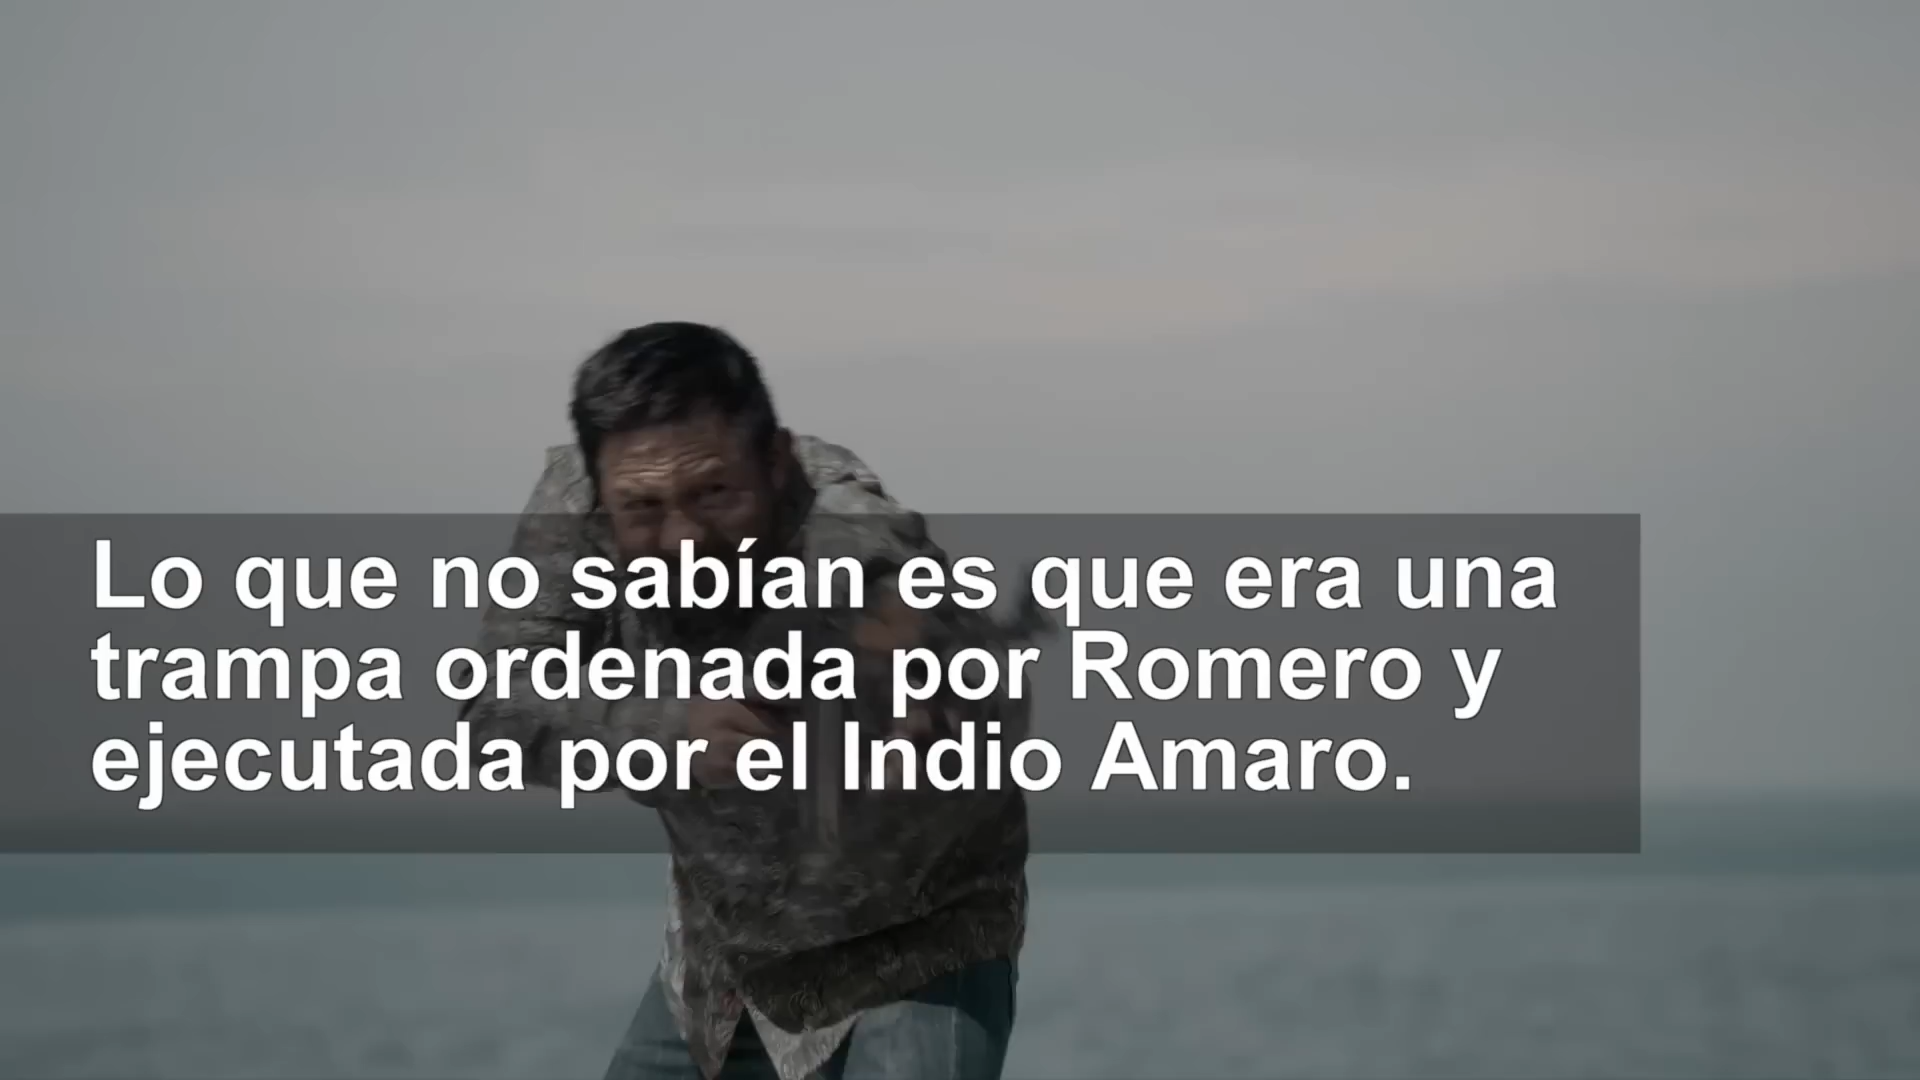 Lo que no sabían es que era una
trampa ordenada por Romero y
ejecutada por el Indio Amaro.